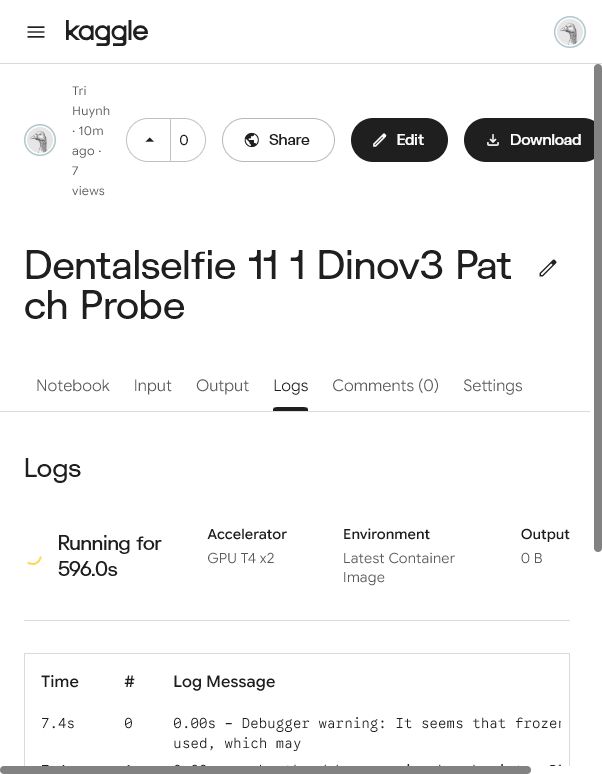 kaggle
Tri
Huynh
· 10m
ago ·
7
views
0
Share
Edit
Download
Dentalselfie 11 1 Dinov3 Pat
ch Probe
Notebook Input Output Logs Comments (0) Settings
Logs
Running for
596.0s
Accelerator
GPU T4 x2
Environment
Latest Container
Image
Output
0 B
Time # Log Message
7.4s 0 0.00s - Debugger warning: It seems that frozen
used, which may